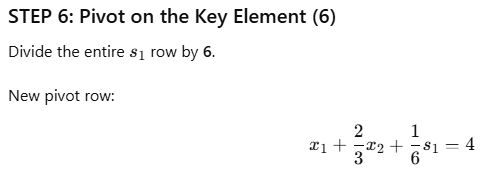 STEP 6: Pivot on the Key Element (6)
Divide the entire s₁ row by 6.
New pivot row:
x₁ + 2/3 x₂ + 1/6 s₁ = 4